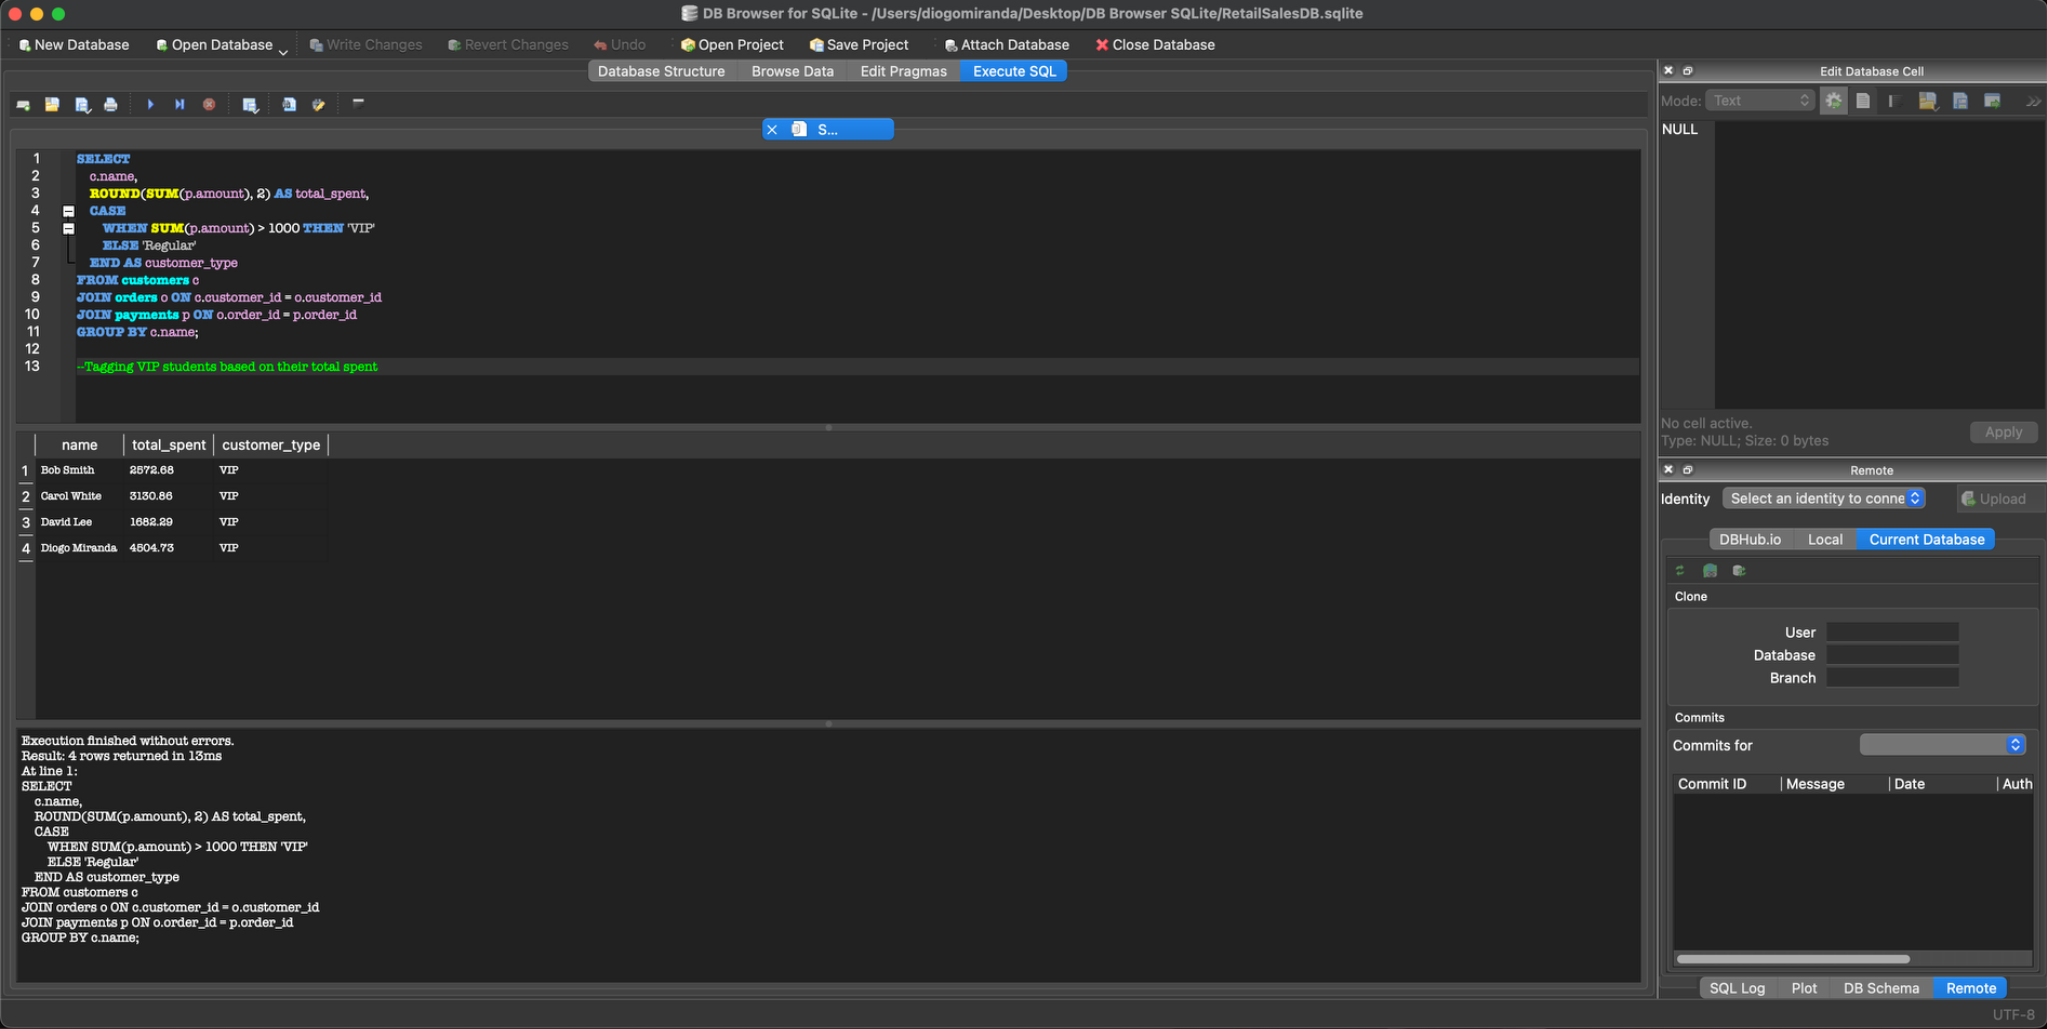 DB Browser for SQLite - /Users/diogomiranda/Desktop/DB Browser SQLite/RetailSalesDB.sqlite
New Database Open Database Write Changes Revert Changes Undo Open Project Save Project Attach Database Close Database
Database Structure Browse Data Edit Pragmas Execute SQL
S...
1 SELECT
2 c.name,
3 ROUND(SUM(p.amount), 2) AS total_spent,
4 CASE
5 WHEN SUM(p.amount) > 1000 THEN 'VIP'
6 ELSE 'Regular'
7 END AS customer_type
8 FROM customers c
9 JOIN orders o ON c.customer_id = o.customer_id
10 JOIN payments p ON o.order_id = p.order_id
11 GROUP BY c.name;
12
13 --Tagging VIP students based on their total spent
name total_spent customer_type
1 Bob Smith 2572.68 VIP
2 Carol White 3130.86 VIP
3 David Lee 1682.29 VIP
4 Diogo Miranda 4504.73 VIP
Execution finished without errors.
Result: 4 rows returned in 13ms
At line 1:
SELECT
c.name,
ROUND(SUM(p.amount), 2) AS total_spent,
CASE
WHEN SUM(p.amount) > 1000 THEN 'VIP'
ELSE 'Regular'
END AS customer_type
FROM customers c
JOIN orders o ON c.customer_id = o.customer_id
JOIN payments p ON o.order_id = p.order_id
GROUP BY c.name;
Edit Database Cell
Mode: Text
NULL
No cell active.
Type: NULL; Size: 0 bytes
Apply
Remote
Identity Select an identity to conne Upload
DBHub.io Local Current Database
Clone
User
Database
Branch
Commits
Commits for
Commit ID Message Date Auth
SQL Log Plot DB Schema Remote
UTF-8